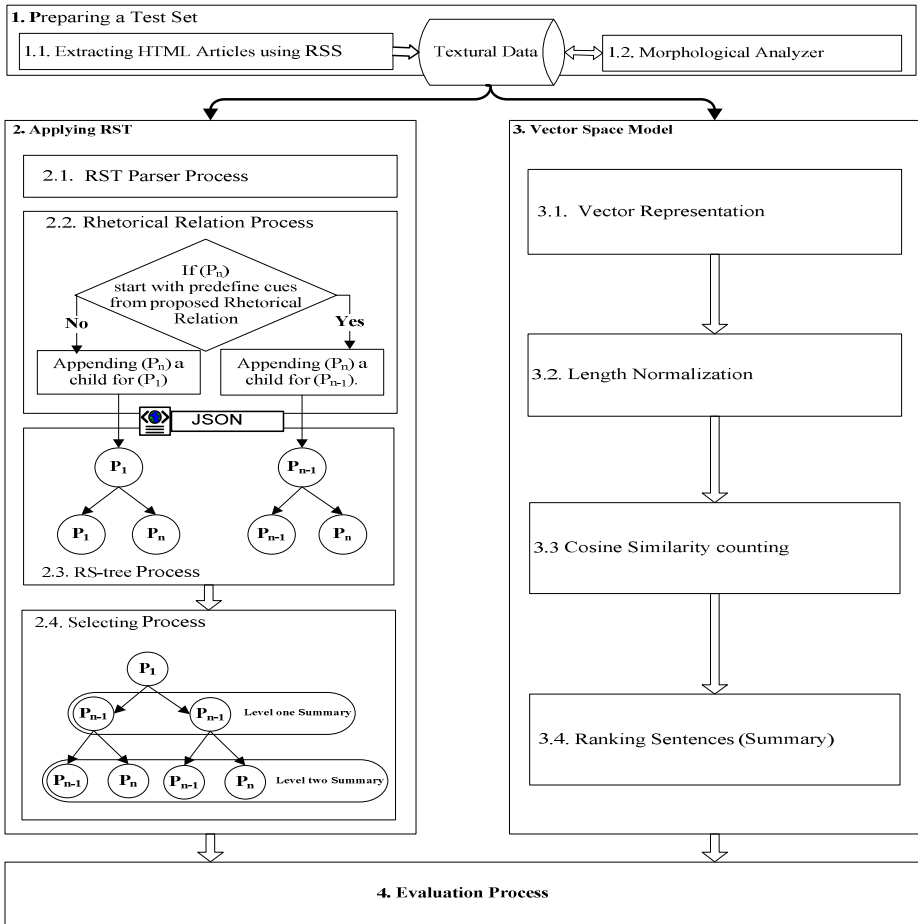 1. Preparing a Test Set
1.1. Extracting HTML Articles using RSS
Textural Data
1.2. Morphological Analyzer
2. Applying RST
2.1. RST Parser Process
2.2. Rhetorical Relation Process
If (Pn)
start with predefine cues
from proposed Rhetorical
Relation
No
Yes
Appending (Pn) a
child for (P1)
Appending (Pn) a
child for (Pn-1).
JSON
P1
Pn-1
P1
Pn
Pn-1
Pn
2.3. RS-tree Process
2.4. Selecting Process
P1
Pn-1
Pn-1
Level one Summary
Pn-1
Pn
Pn-1
Pn
Level two Summary
3. Vector Space Model
3.1. Vector Representation
3.2. Length Normalization
3.3 Cosine Similarity counting
3.4. Ranking Sentences (Summary)
4. Evaluation Process